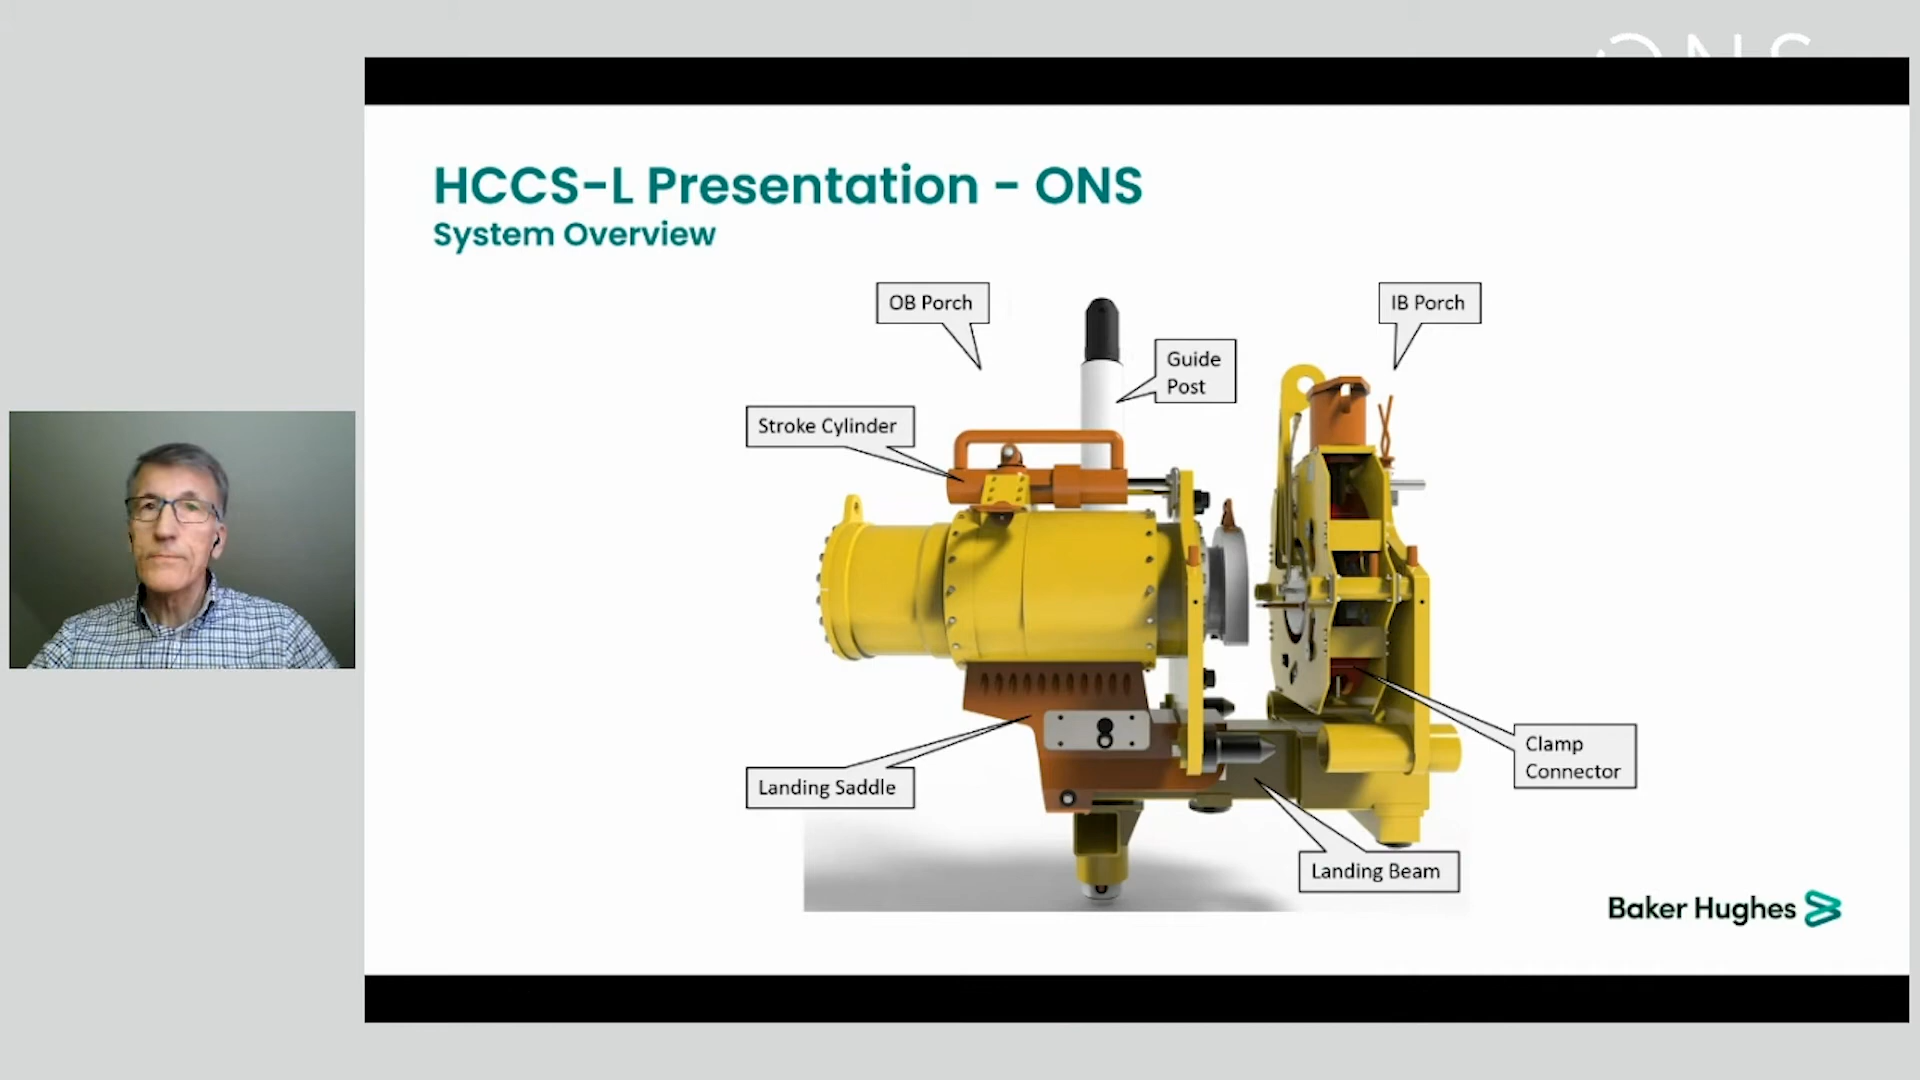 ONS
HCCS-L Presentation - ONS
System Overview
OB Porch
IB Porch
Guide
Post
Stroke Cylinder
Clamp
Connector
Landing Saddle
Landing Beam
Baker Hughes